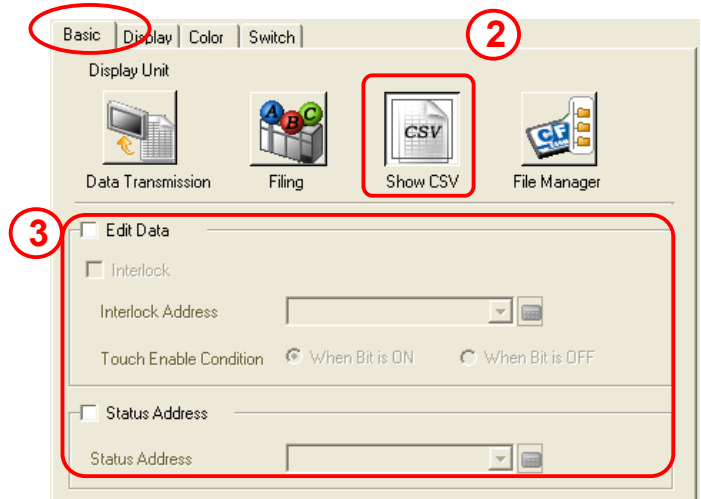 Basic Display Color Switch
2
Display Unit
A B C CSV CF
Data Transmission Filing Show CSV File Manager
3
Edit Data
Interlock
Interlock Address
Touch Enable Condition When Bit is ON When Bit is OFF
Status Address
Status Address